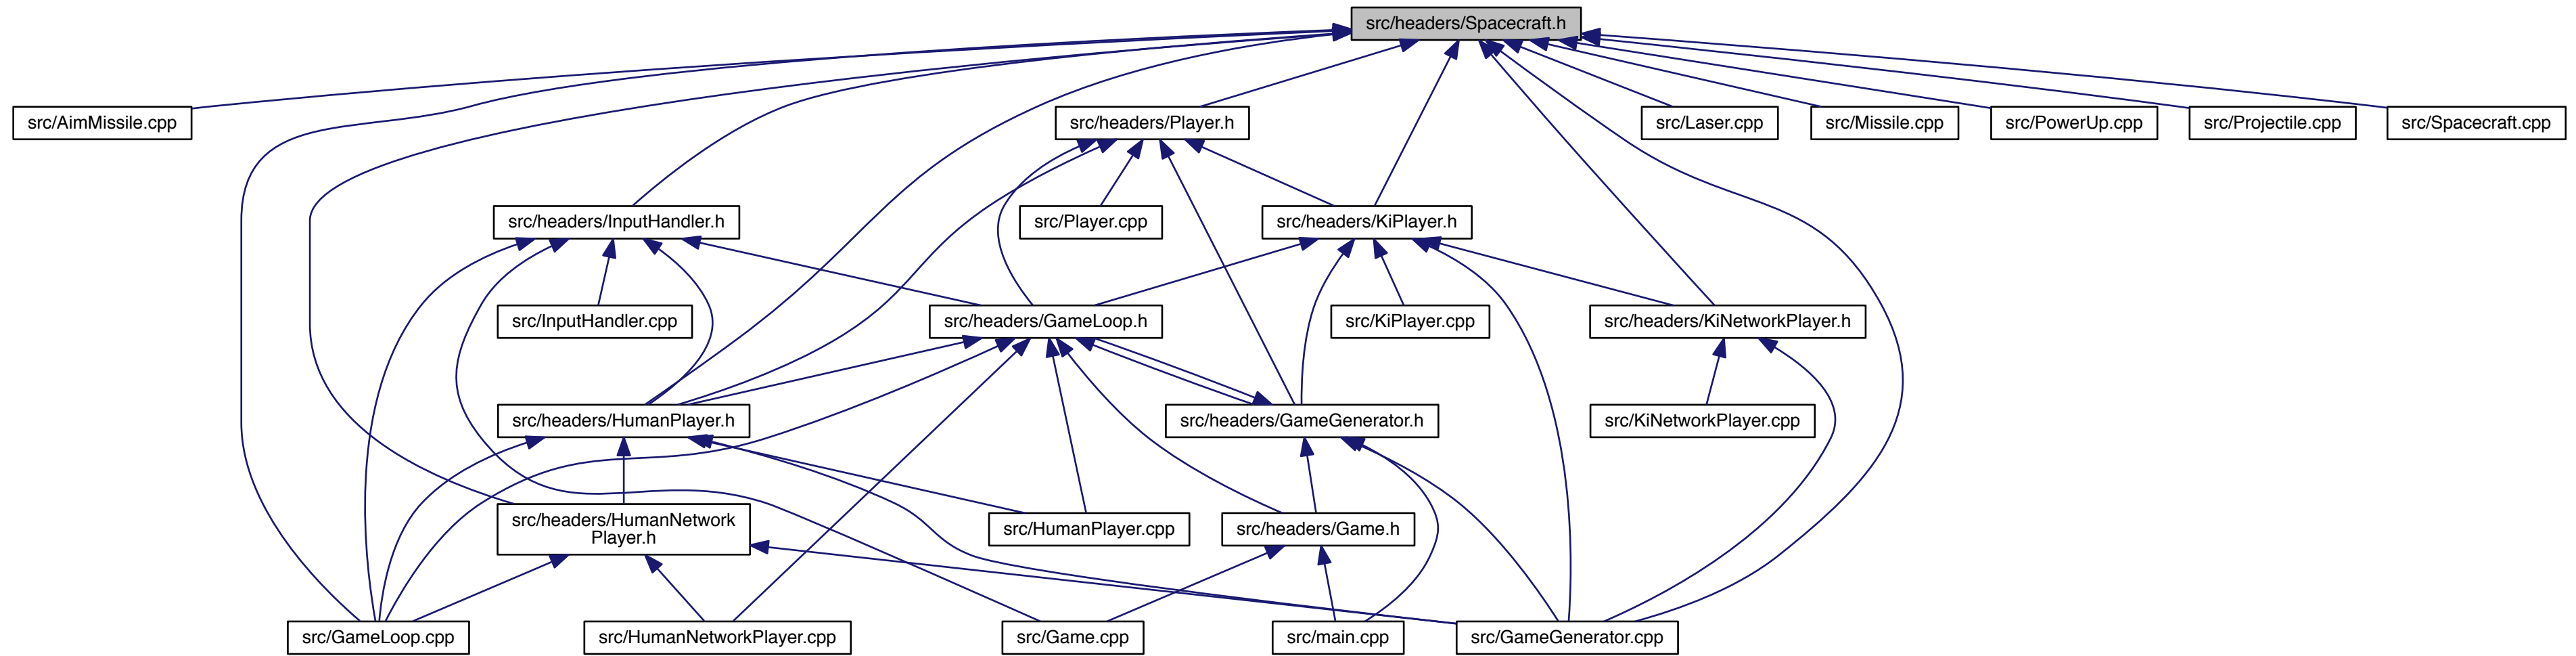 src/headers/Spacecraft.h
src/AimMissile.cpp
src/headers/Player.h
src/Laser.cpp
src/Missile.cpp
src/PowerUp.cpp
src/Projectile.cpp
src/Spacecraft.cpp
src/headers/InputHandler.h
src/Player.cpp
src/headers/KiPlayer.h
src/InputHandler.cpp
src/headers/GameLoop.h
src/KiPlayer.cpp
src/headers/KiNetworkPlayer.h
src/headers/HumanPlayer.h
src/headers/GameGenerator.h
src/KiNetworkPlayer.cpp
src/headers/HumanNetwork
Player.h
src/HumanPlayer.cpp
src/headers/Game.h
src/GameLoop.cpp
src/HumanNetworkPlayer.cpp
src/Game.cpp
src/main.cpp
src/GameGenerator.cpp